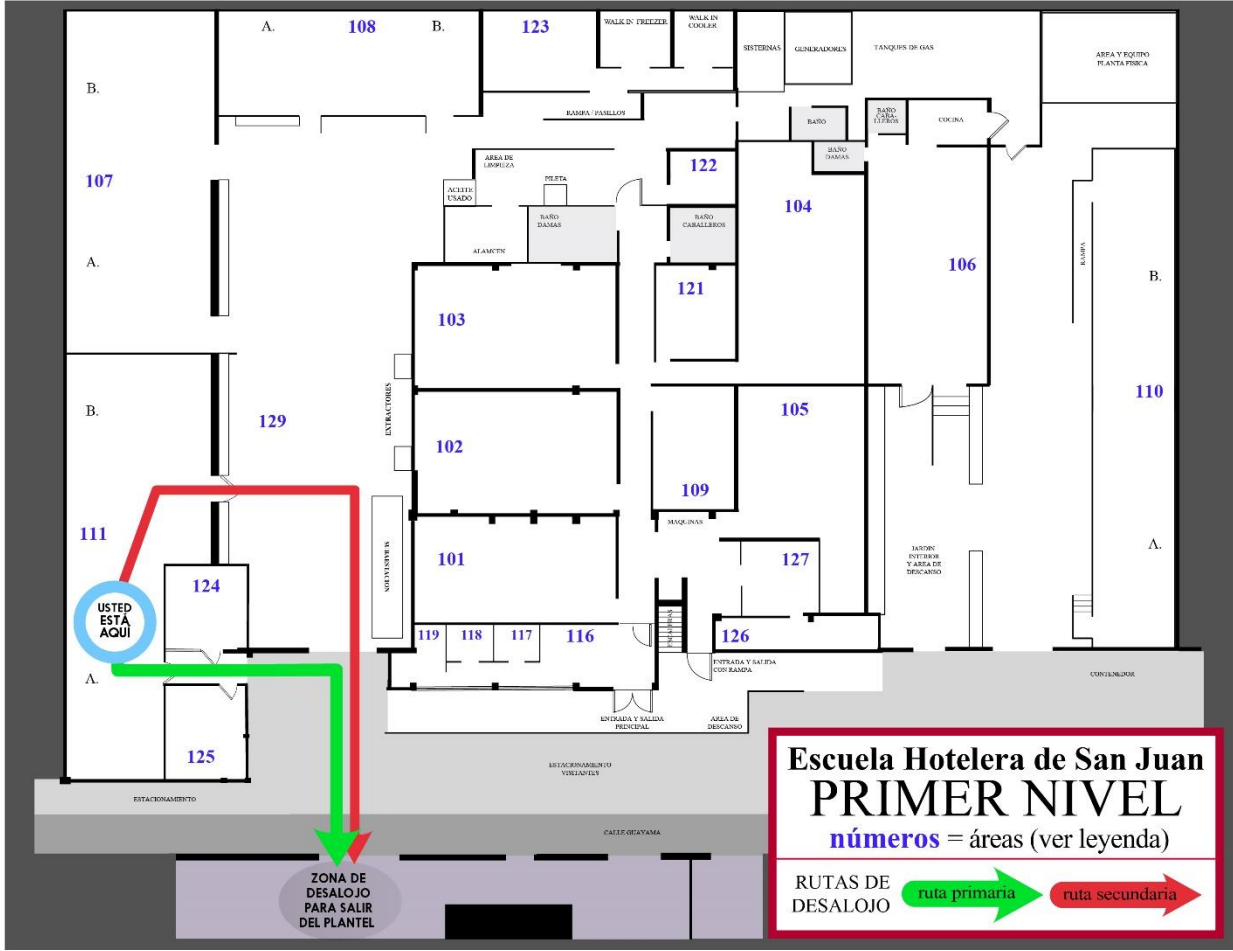 A.
108
B.
123
WALK IN FREEZER
WALK IN
COOLER
SISTERNAS
GENERADORES
TANQUES DE GAS
AREA Y EQUIPO
PLANTA FISICA
B.
RAMPA / PASILLOS
BAÑO
BAÑO
CABA-
LLEROS
COCINA
107
AREA DE
LIMPIEZA
BAÑO
DAMAS
122
ACEITE
USADO
PILETA
104
BAÑO
DAMAS
BAÑO
CABALLEROS
ALAMCEN
RAMPA
A.
106
B.
121
103
B.
EXTRACTORES
110
129
105
102
109
MAQUINAS
111
SUBESTACION
101
127
JARDIN
INTERIOR
Y AREA DE
DESCANSO
A.
124
USTED
ESTÁ
AQUÍ
119
118
117
116
ESCALERAS
126
A.
ENTRADA Y SALIDA
CON RAMPA
CONTENEDOR
ENTRADA Y SALIDA
PRINCIPAL
AREA DE
DESCANSO
125
ESTACIONAMIENTO
VISITANTES
ESTACIONAMIENTO
CALLE GUAYAMA
ZONA DE
DESALOJO
PARA SALIR
DEL PLANTEL
Escuela Hotelera de San Juan
PRIMER NIVEL
números = áreas (ver leyenda)
RUTAS DE
DESALOJO
ruta primaria
ruta secundaria